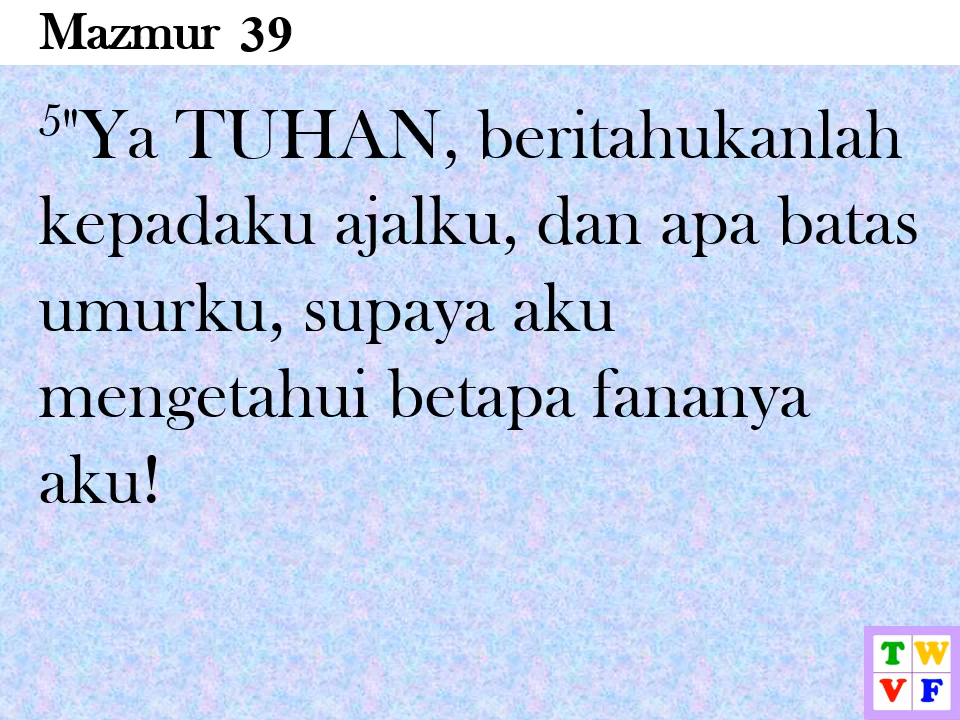 Mazmur 39
5"Ya TUHAN, beritahukanlah
kepadaku ajalku, dan apa batas
umurku, supaya aku
mengetahui betapa fananya
aku!
T W
V F